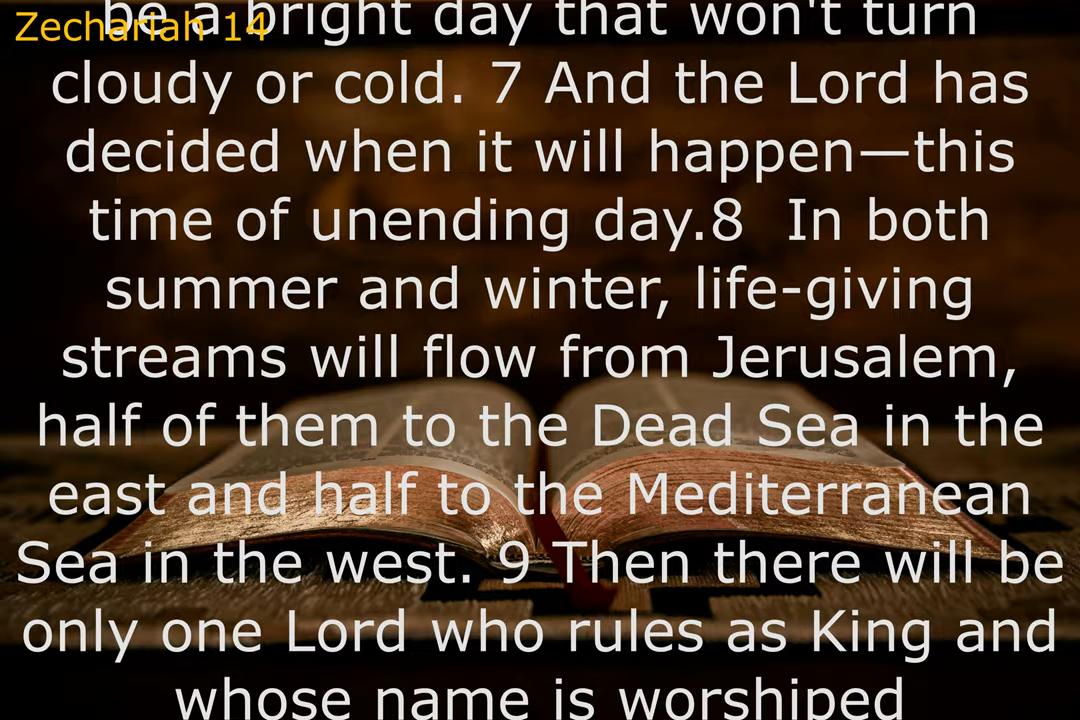 Zechariah 14
be a bright day that won't turn
cloudy or cold. 7 And the Lord has
decided when it will happen—this
time of unending day.8  In both
summer and winter, life-giving
streams will flow from Jerusalem,
half of them to the Dead Sea in the
east and half to the Mediterranean
Sea in the west. 9 Then there will be
only one Lord who rules as King and
whose name is worshiped